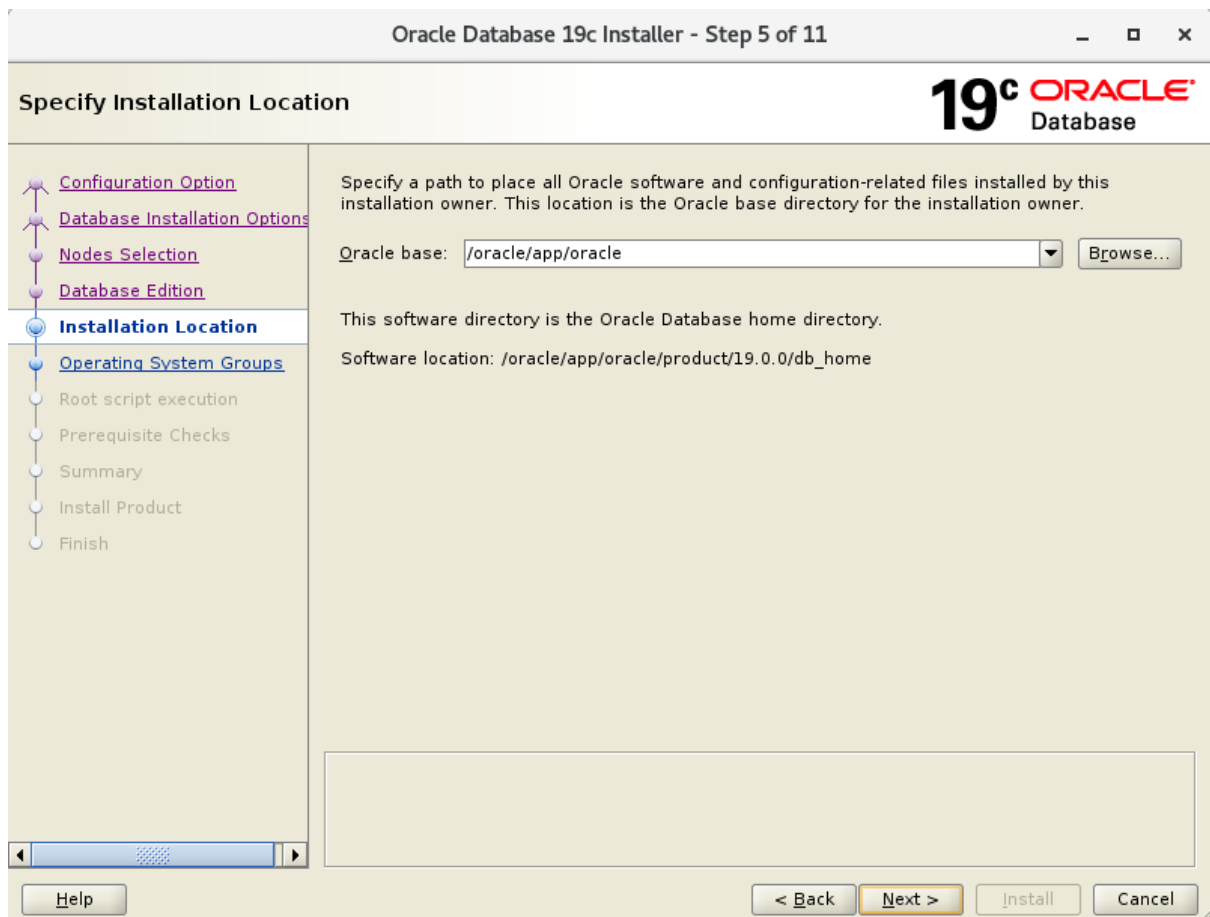 Oracle Database 19c Installer - Step 5 of 11
Specify Installation Location
19c ORACLE
Database
Configuration Option
Database Installation Options
Nodes Selection
Database Edition
Installation Location
Operating System Groups
Root script execution
Prerequisite Checks
Summary
Install Product
Finish
Specify a path to place all Oracle software and configuration-related files installed by this
installation owner. This location is the Oracle base directory for the installation owner.
Oracle base: /oracle/app/oracle Browse...
This software directory is the Oracle Database home directory.
Software location: /oracle/app/oracle/product/19.0.0/db_home
Help < Back Next > Install Cancel